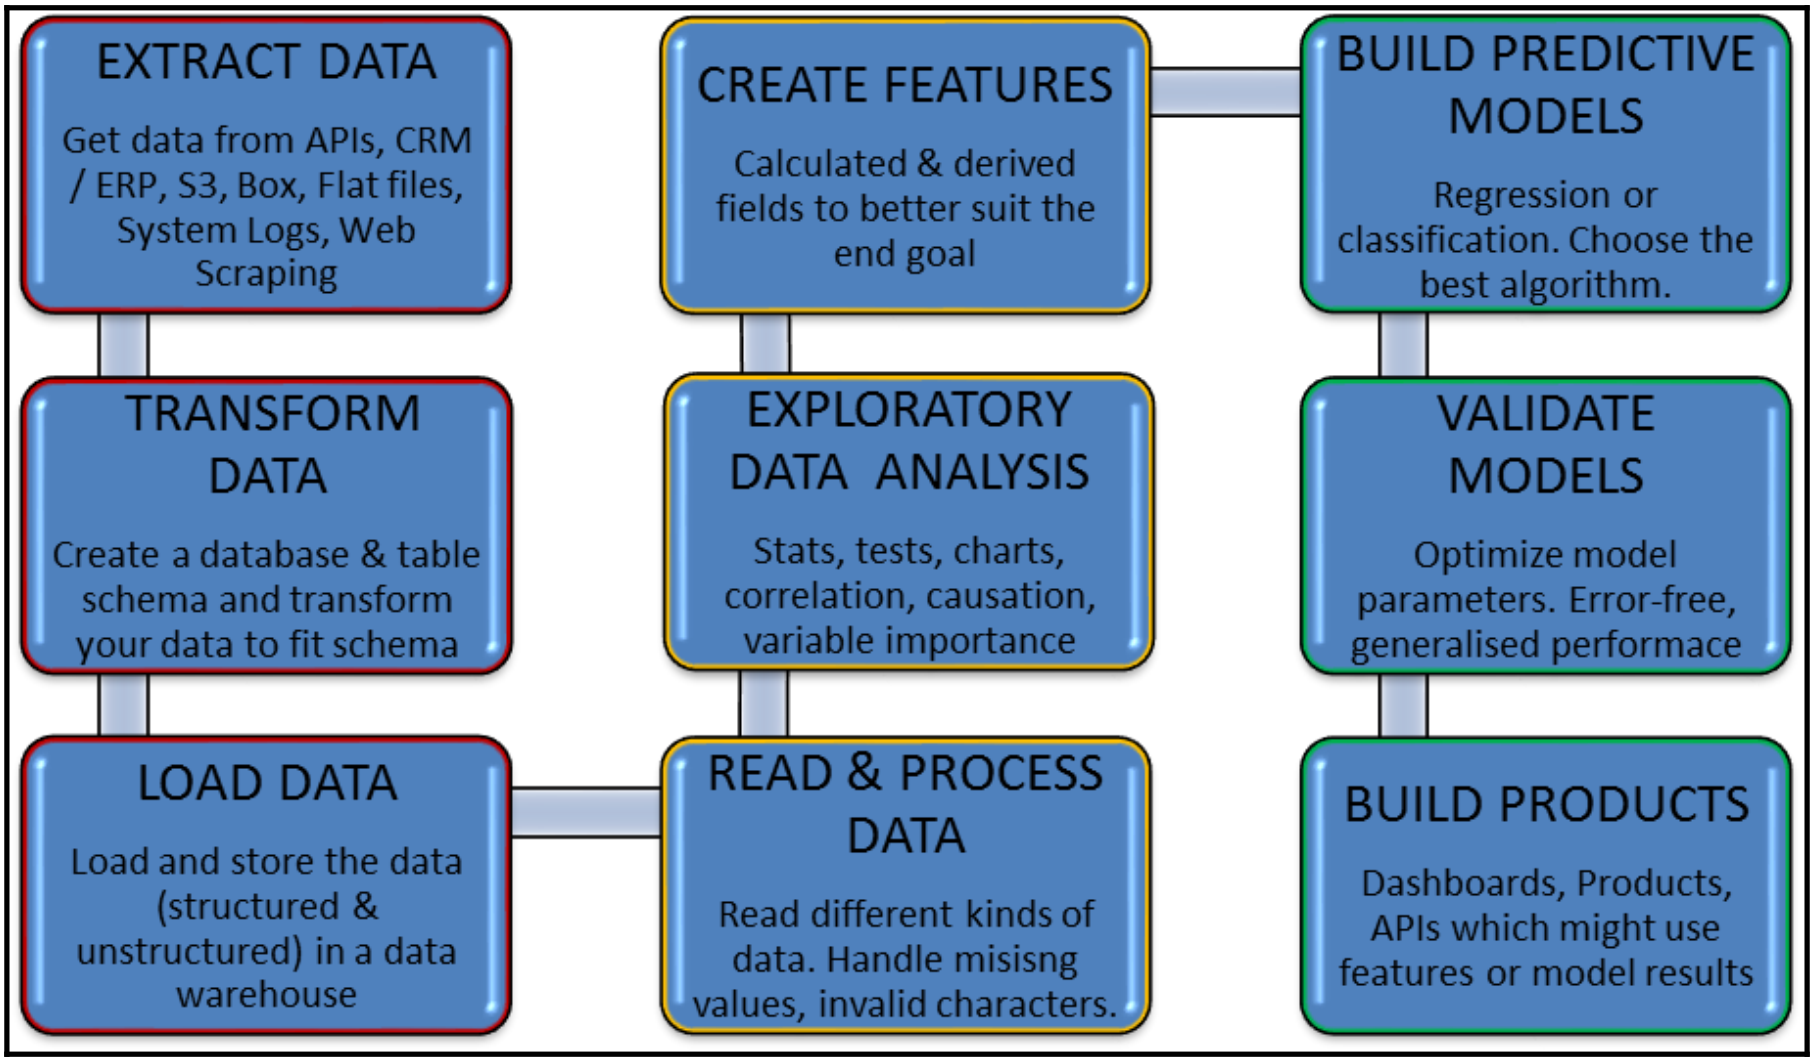 EXTRACT DATA
Get data from APIs, CRM
/ ERP, S3, Box, Flat files,
System Logs, Web
Scraping
TRANSFORM
DATA
Create a database & table
schema and transform
your data to fit schema
LOAD DATA
Load and store the data
(structured &
unstructured) in a data
warehouse
READ & PROCESS
DATA
Read different kinds of
data. Handle misisng
values, invalid characters.
EXPLORATORY
DATA  ANALYSIS
Stats, tests, charts,
correlation, causation,
variable importance
CREATE FEATURES
Calculated & derived
fields to better suit the
end goal
BUILD PREDICTIVE
MODELS
Regression or
classification. Choose the
best algorithm.
VALIDATE
MODELS
Optimize model
parameters. Error-free,
generalised performace
BUILD PRODUCTS
Dashboards, Products,
APIs which might use
features or model results